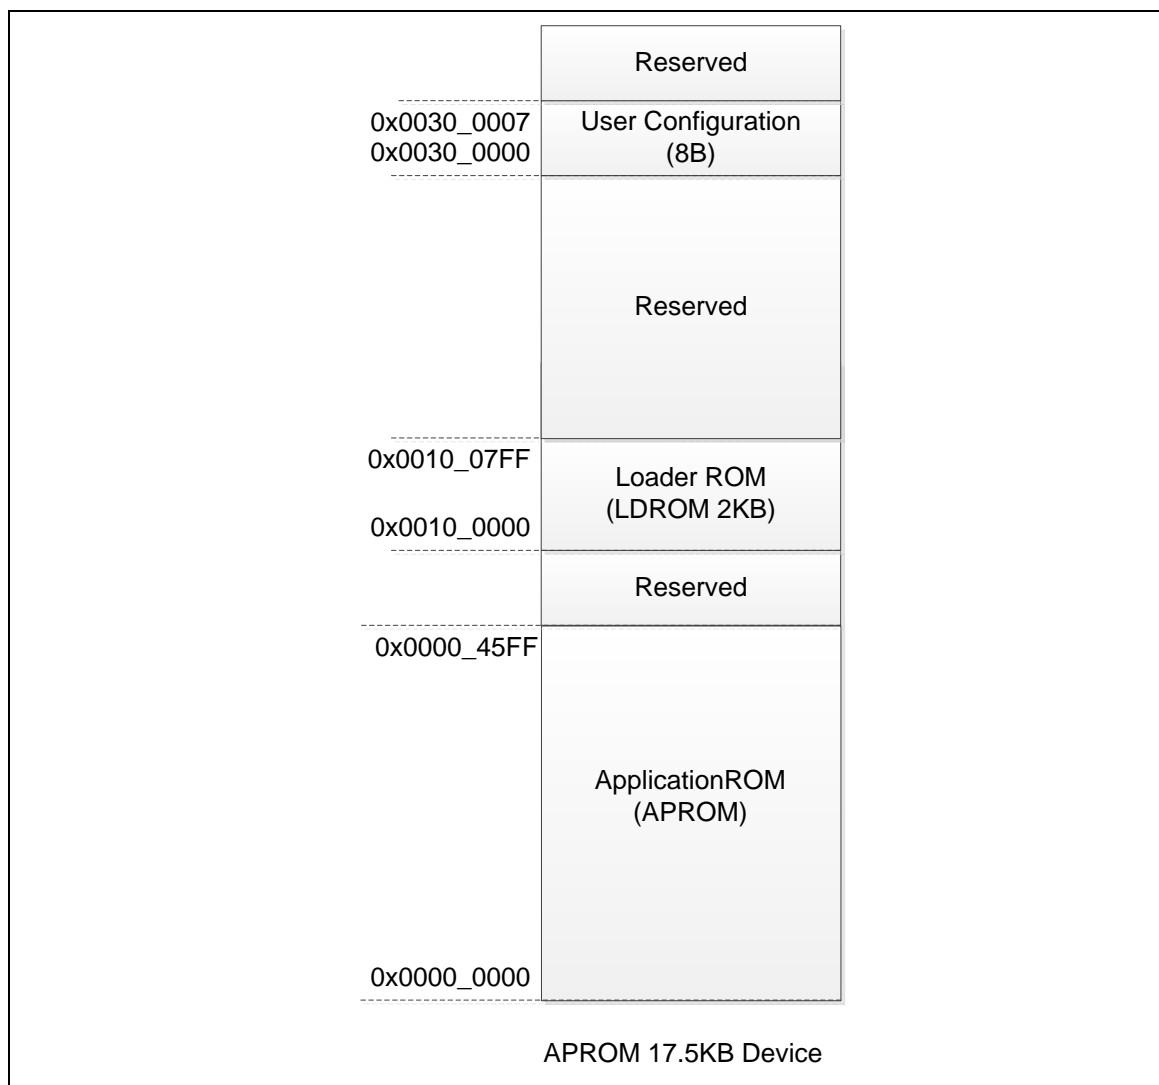 Reserved
0x0030_0007
0x0030_0000
User Configuration
(8B)
Reserved
0x0010_07FF
0x0010_0000
Loader ROM
(LDROM 2KB)
Reserved
0x0000_45FF
ApplicationROM
(APROM)
0x0000_0000
APROM 17.5KB Device